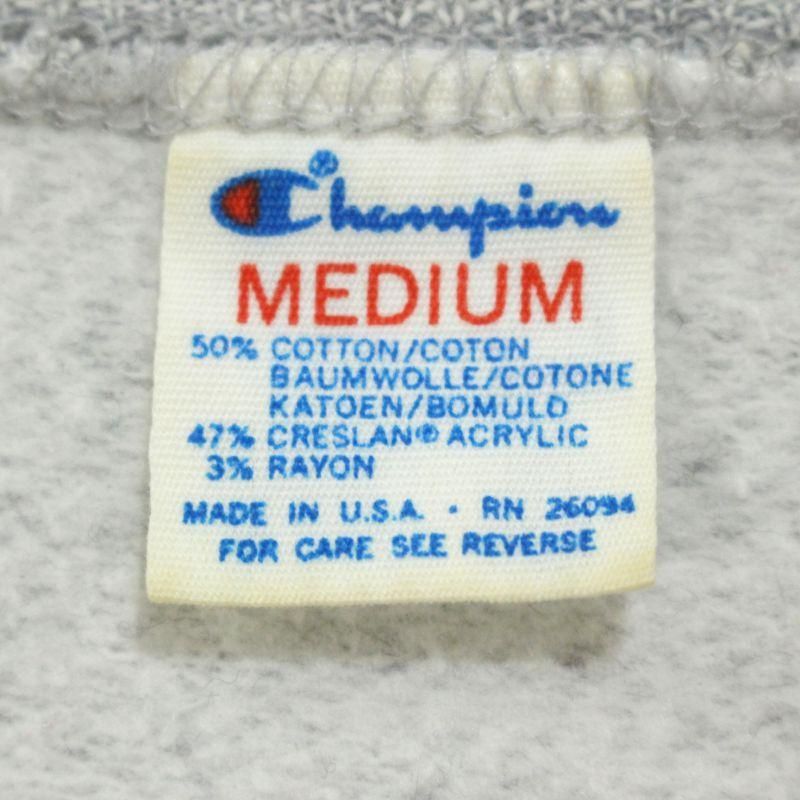 Champion®
MEDIUM
50% COTTON/COTON
BAUMWOLLE/COTONE
KATOEN/BOMULD
47% CRESLAN® ACRYLIC
3% RAYON
MADE IN U.S.A. · RN 26094
FOR CARE SEE REVERSE